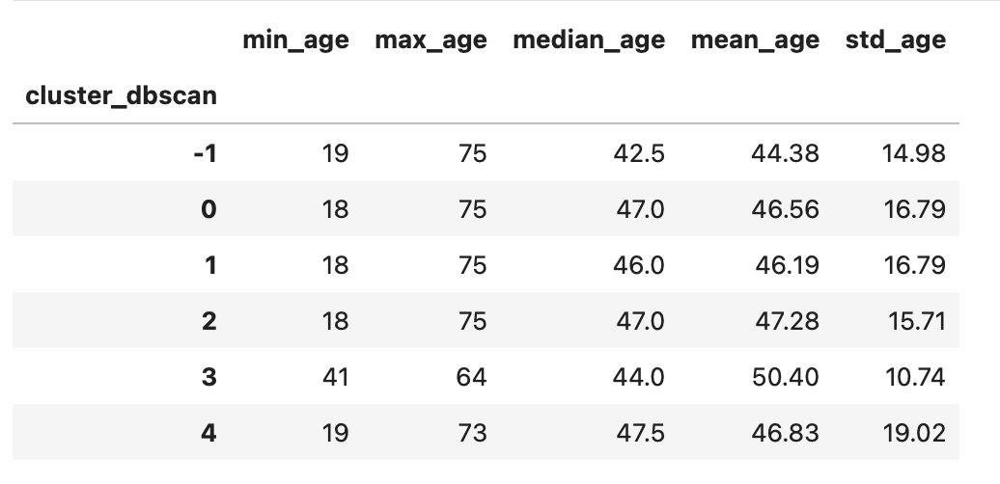 min_age max_age median_age mean_age std_age
cluster_dbscan
-1 19 75 42.5 44.38 14.98
0 18 75 47.0 46.56 16.79
1 18 75 46.0 46.19 16.79
2 18 75 47.0 47.28 15.71
3 41 64 44.0 50.40 10.74
4 19 73 47.5 46.83 19.02